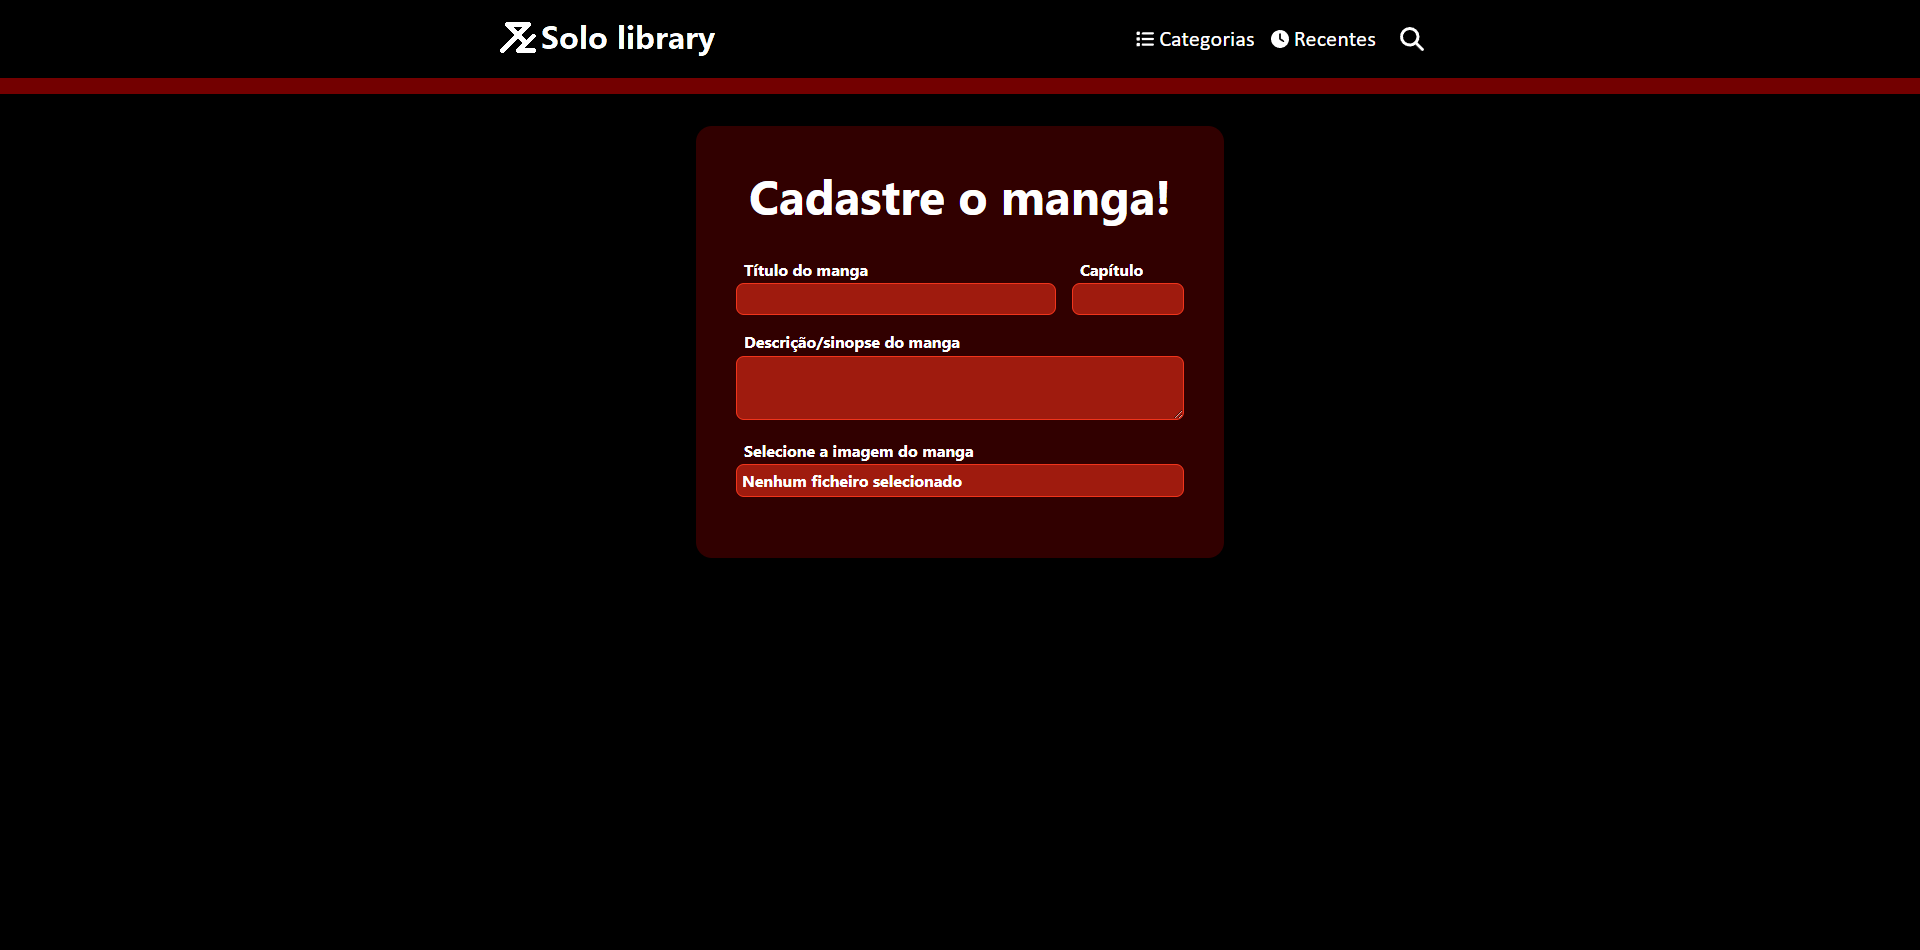 Solo library
Categorias
Recentes
Cadastre o manga!
Título do manga
Capítulo
Descrição/sinopse do manga
Selecione a imagem do manga
Nenhum ficheiro selecionado